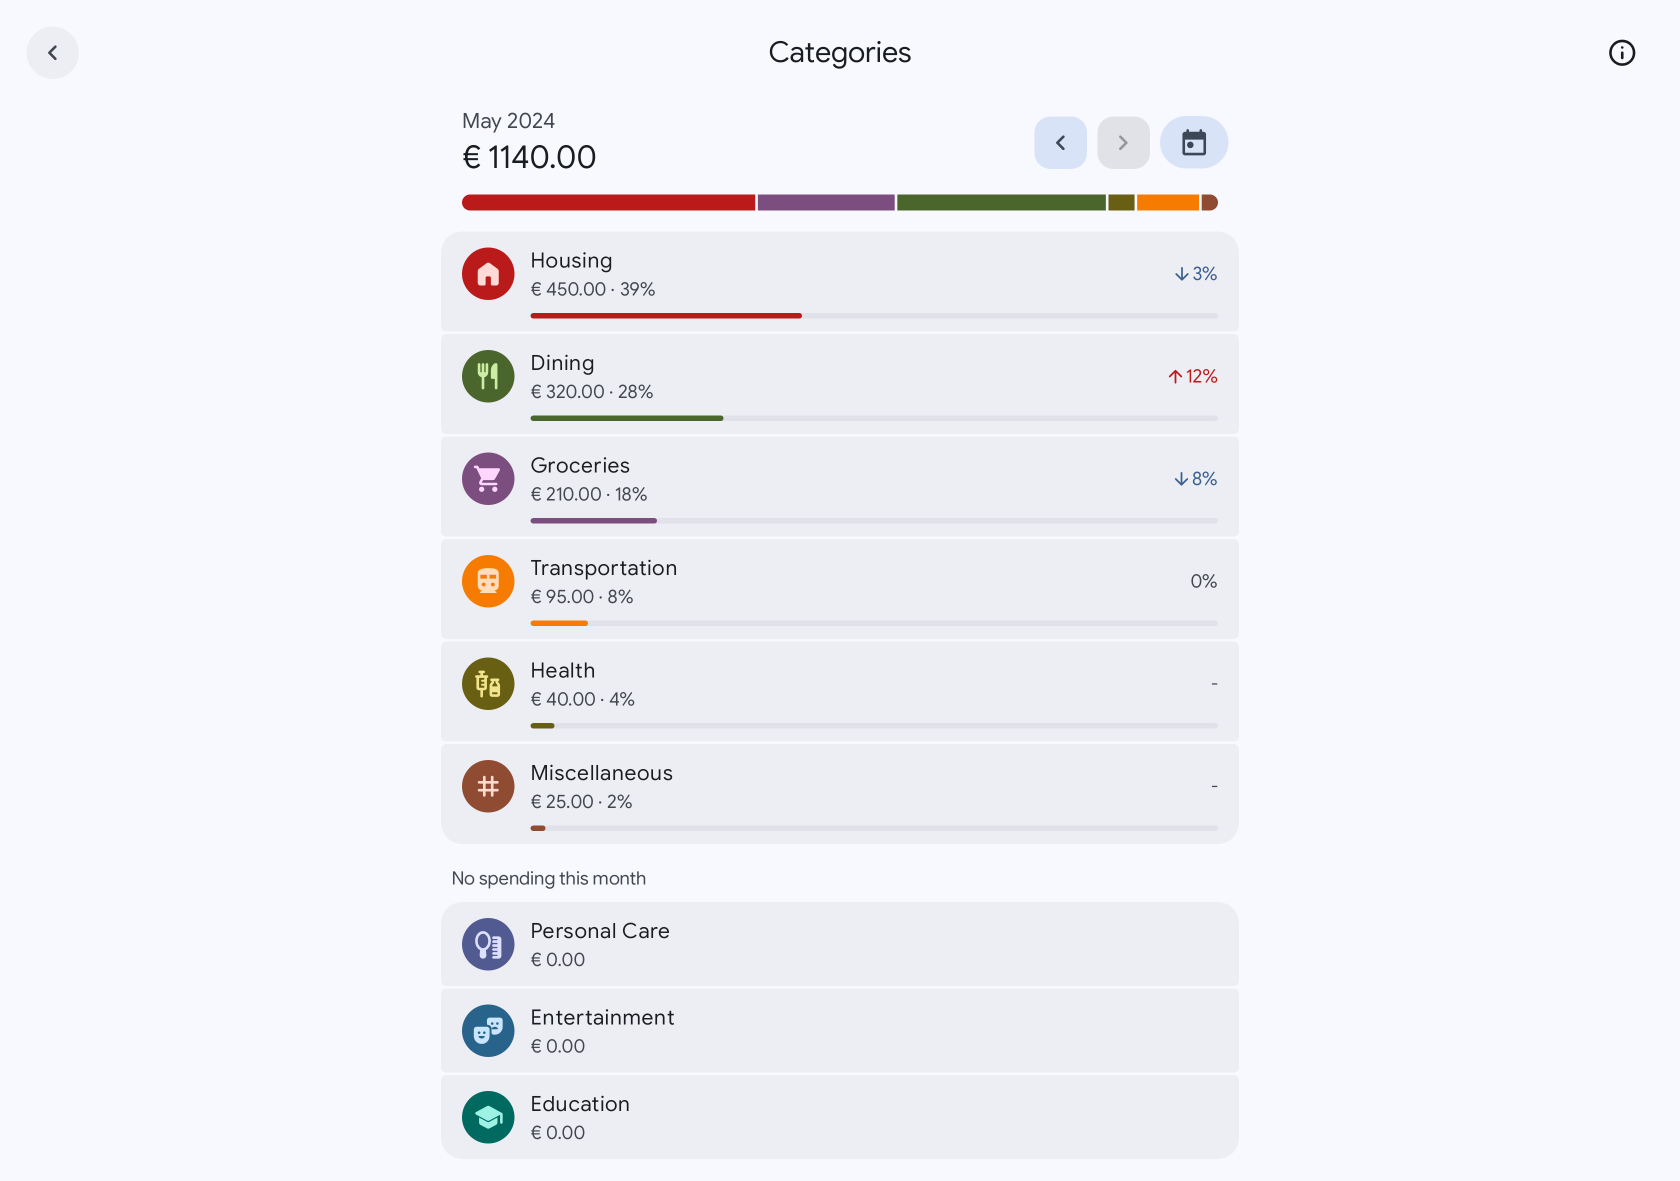 Categories
May 2024
€ 1140.00
Housing
€ 450.00 · 39%
↓ 3%
Dining
€ 320.00 · 28%
↑ 12%
Groceries
€ 210.00 · 18%
↓ 8%
Transportation
€ 95.00 · 8%
0%
Health
€ 40.00 · 4%
-
Miscellaneous
€ 25.00 · 2%
-
No spending this month
Personal Care
€ 0.00
Entertainment
€ 0.00
Education
€ 0.00